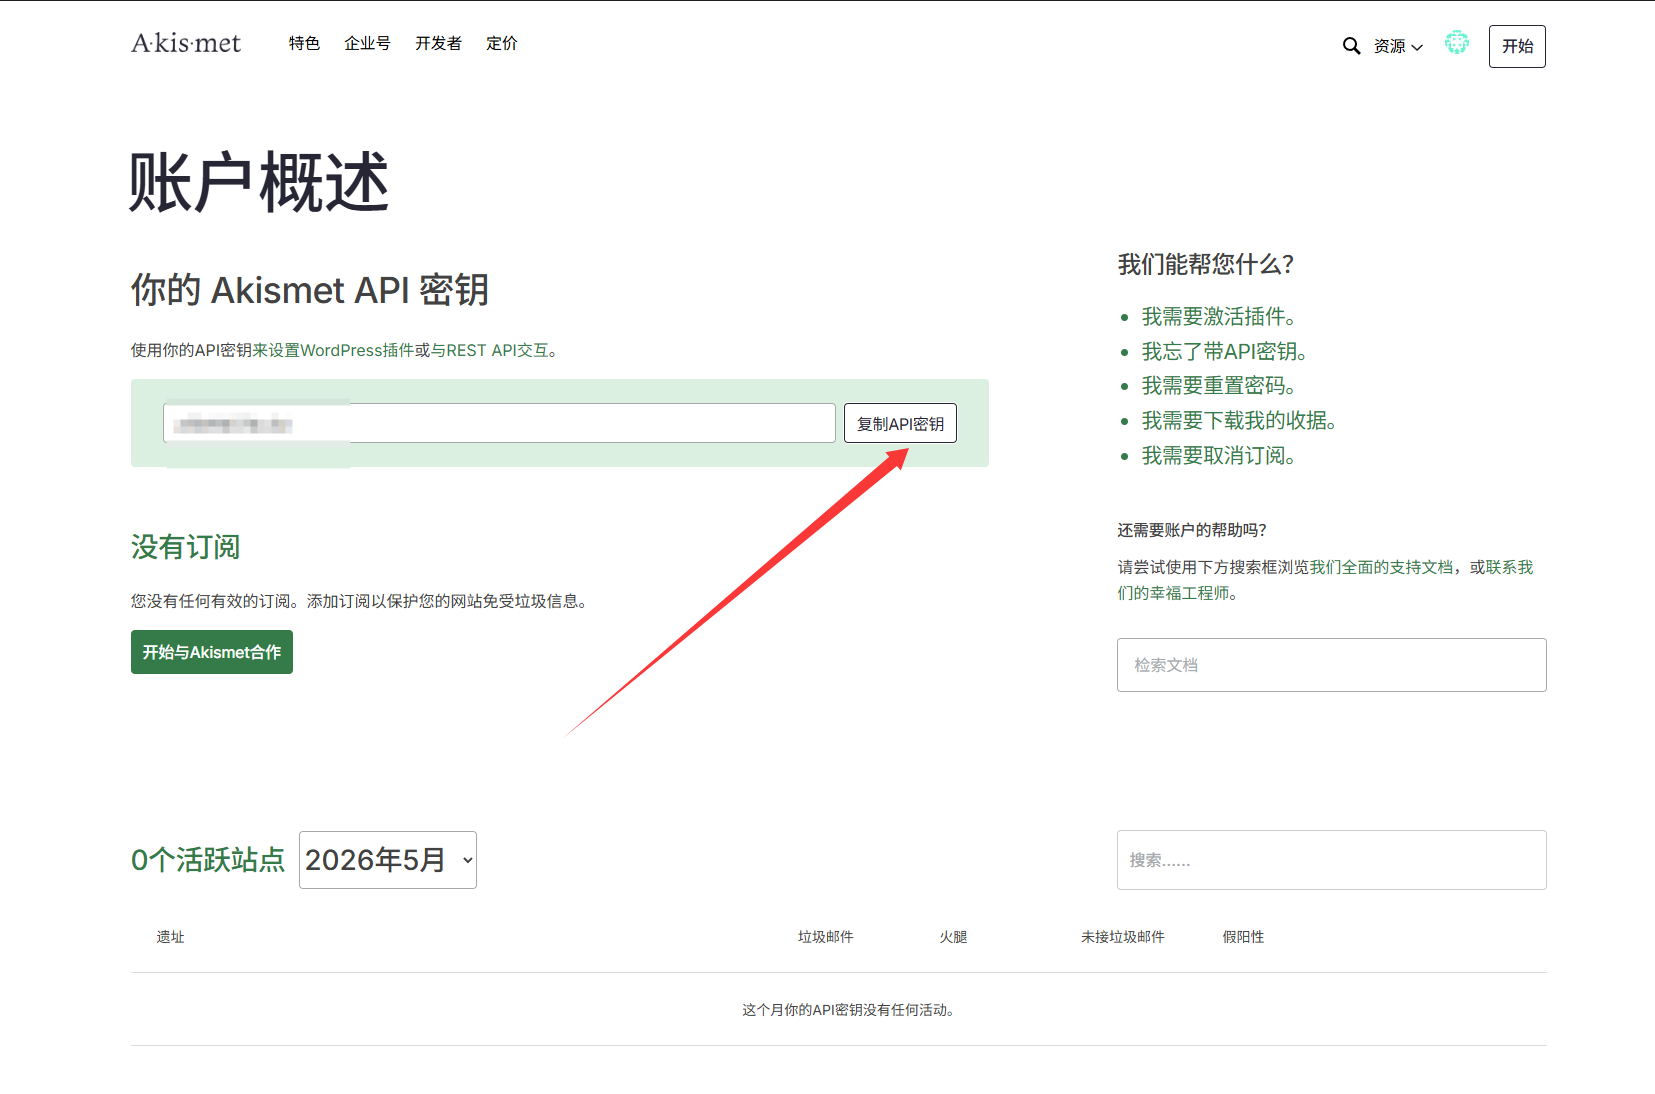 A·kis·met
特色 企业号 开发者 定价
资源
开始
账户概述
你的 Akismet API 密钥
使用你的API密钥来设置WordPress插件或与REST API交互。
复制API密钥
没有订阅
您没有任何有效的订阅。添加订阅以保护您的网站免受垃圾信息。
开始与Akismet合作
我们能帮您什么？
我需要激活插件。
我忘了带API密钥。
我需要重置密码。
我需要下载我的收据。
我需要取消订阅。
还需要账户的帮助吗？
请尝试使用下方搜索框浏览我们全面的支持文档，或联系我
们的幸福工程师。
检索文档
0个活跃站点 2026年5月
搜索......
遗址 垃圾邮件 火腿 未接垃圾邮件 假阳性
这个月你的API密钥没有任何活动。